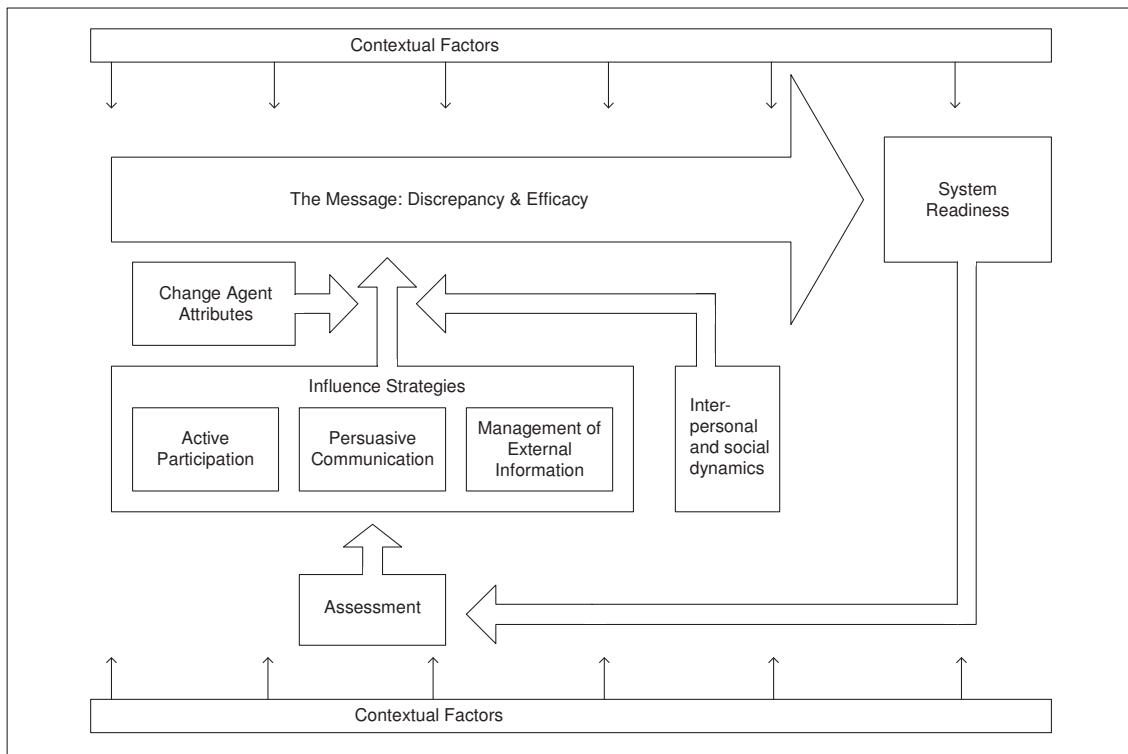 Contextual Factors
The Message: Discrepancy & Efficacy
System
Readiness
Change Agent
Attributes
Influence Strategies
Active
Participation
Persuasive
Communication
Management of
External
Information
Inter-
personal
and social
dynamics
Assessment
Contextual Factors